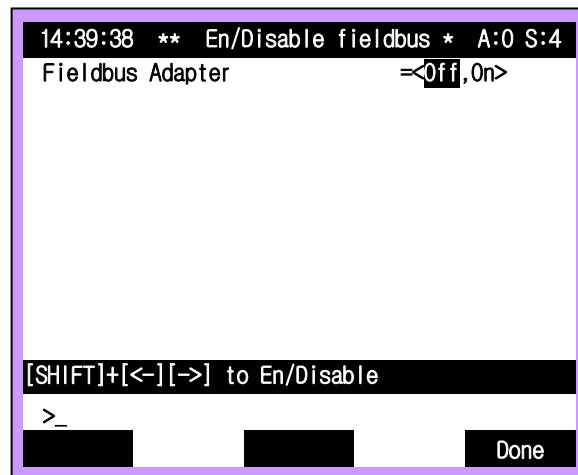 14:39:38 ** En/Disable fieldbus * A:0 S:4
Fieldbus Adapter =<Off,On>
[SHIFT]+[<-][->] to En/Disable
>_
Done